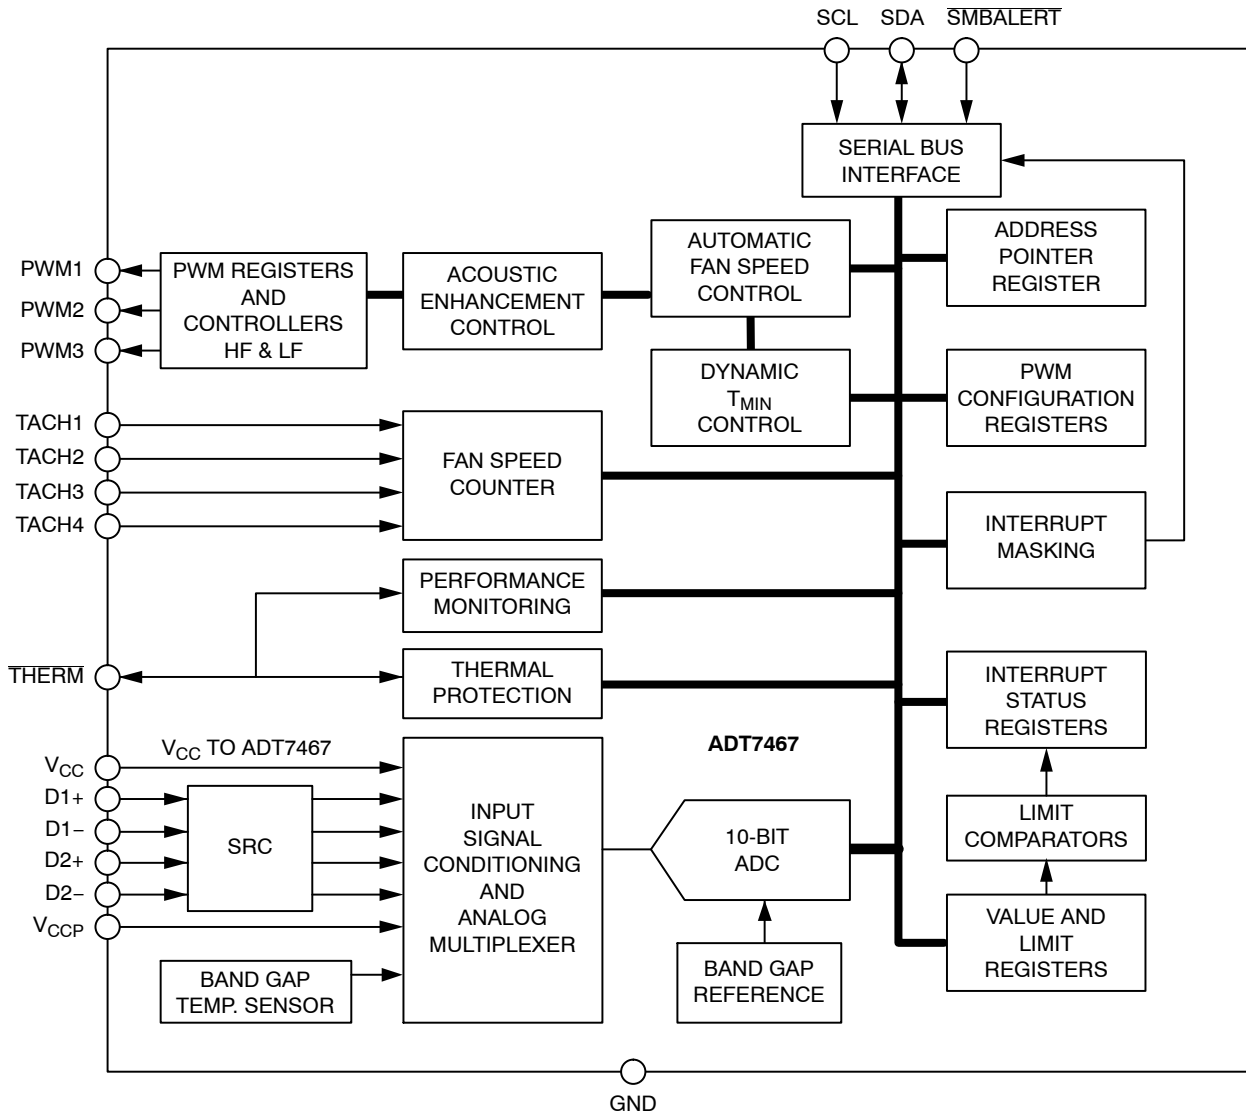 SCL SDA SMBALERT
SERIAL BUS
INTERFACE
ADDRESS
POINTER
REGISTER
AUTOMATIC
FAN SPEED
CONTROL
ACOUSTIC
ENHANCEMENT
CONTROL
PWM REGISTERS
AND
CONTROLLERS
HF & LF
PWM1
PWM2
PWM3
DYNAMIC
TMIN
CONTROL
PWM
CONFIGURATION
REGISTERS
TACH1
TACH2
TACH3
TACH4
FAN SPEED
COUNTER
INTERRUPT
MASKING
PERFORMANCE
MONITORING
THERM
THERMAL
PROTECTION
INTERRUPT
STATUS
REGISTERS
ADT7467
VCC TO ADT7467
VCC
D1+
D1−
D2+
D2−
VCCP
SRC
INPUT
SIGNAL
CONDITIONING
AND
ANALOG
MULTIPLEXER
10-BIT
ADC
LIMIT
COMPARATORS
VALUE AND
LIMIT
REGISTERS
BAND GAP
TEMP. SENSOR
BAND GAP
REFERENCE
GND